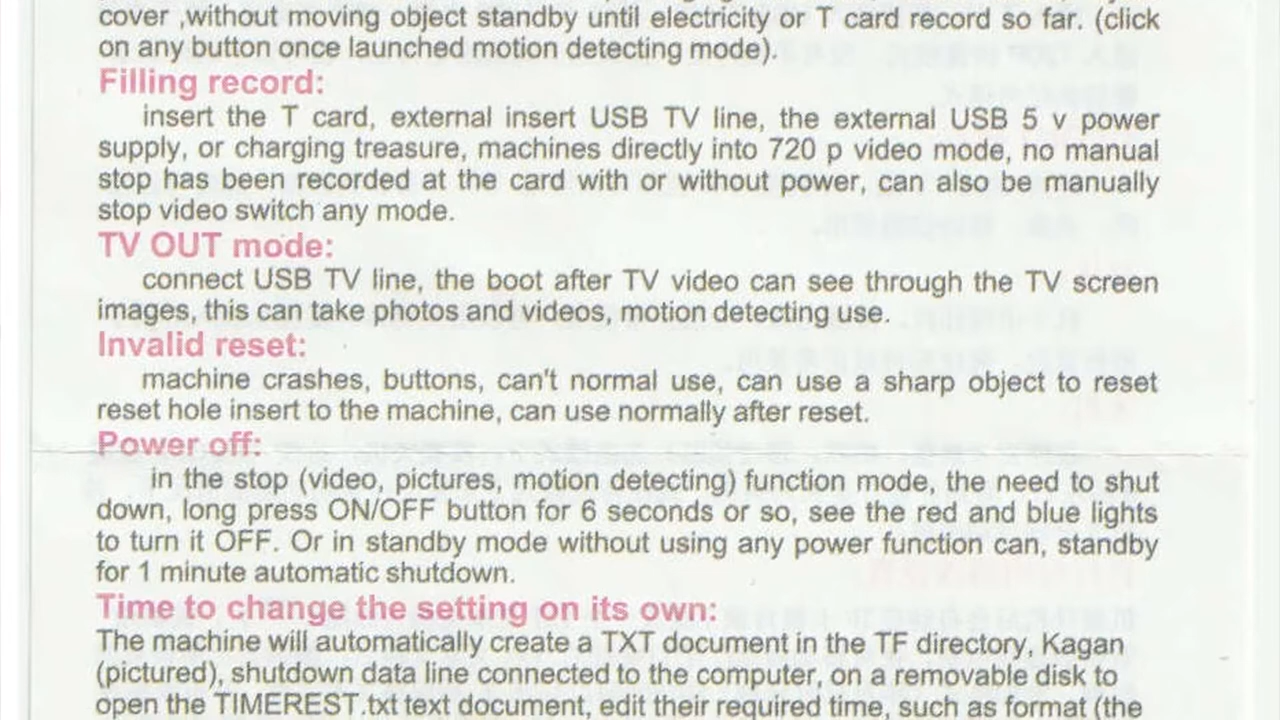 cover ,without moving object standby until electricity or T card record so far. (click
on any button once launched motion detecting mode).
Filling record:
insert the T card, external insert USB TV line, the external USB 5 v power
supply, or charging treasure, machines directly into 720 p video mode, no manual
stop has been recorded at the card with or without power, can also be manually
stop video switch any mode.
TV OUT mode:
connect USB TV line, the boot after TV video can see through the TV screen
images, this can take photos and videos, motion detecting use.
Invalid reset:
machine crashes, buttons, can't normal use, can use a sharp object to reset
reset hole insert to the machine, can use normally after reset.
Power off:
in the stop (video, pictures, motion detecting) function mode, the need to shut
down, long press ON/OFF button for 6 seconds or so, see the red and blue lights
to turn it OFF. Or in standby mode without using any power function can, standby
for 1 minute automatic shutdown.
Time to change the setting on its own:
The machine will automatically create a TXT document in the TF directory, Kagan
(pictured), shutdown data line connected to the computer, on a removable disk to
open the TIMEREST.txt text document, edit their required time, such as format (the